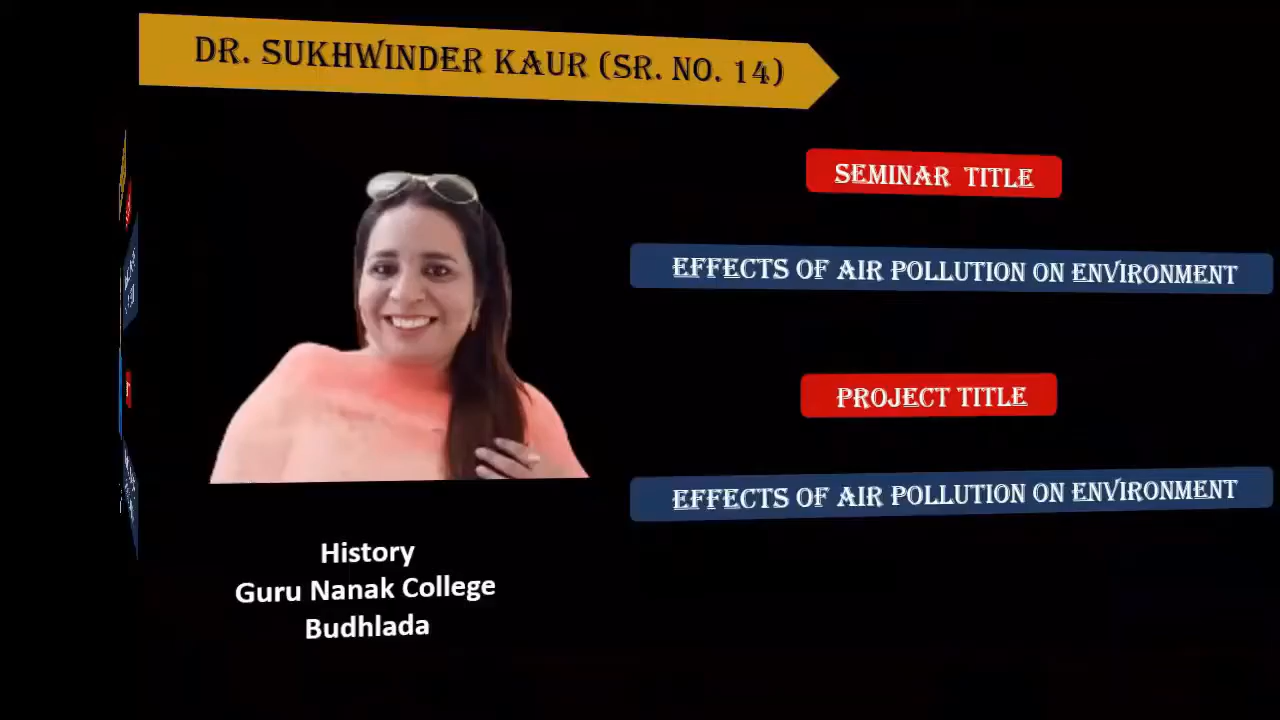 DR. SUKHWINDER KAUR (SR. NO. 14)
SEMINAR TITLE
EFFECTS OF AIR POLLUTION ON ENVIRONMENT
PROJECT TITLE
EFFECTS OF AIR POLLUTION ON ENVIRONMENT
History
Guru Nanak College
Budhlada